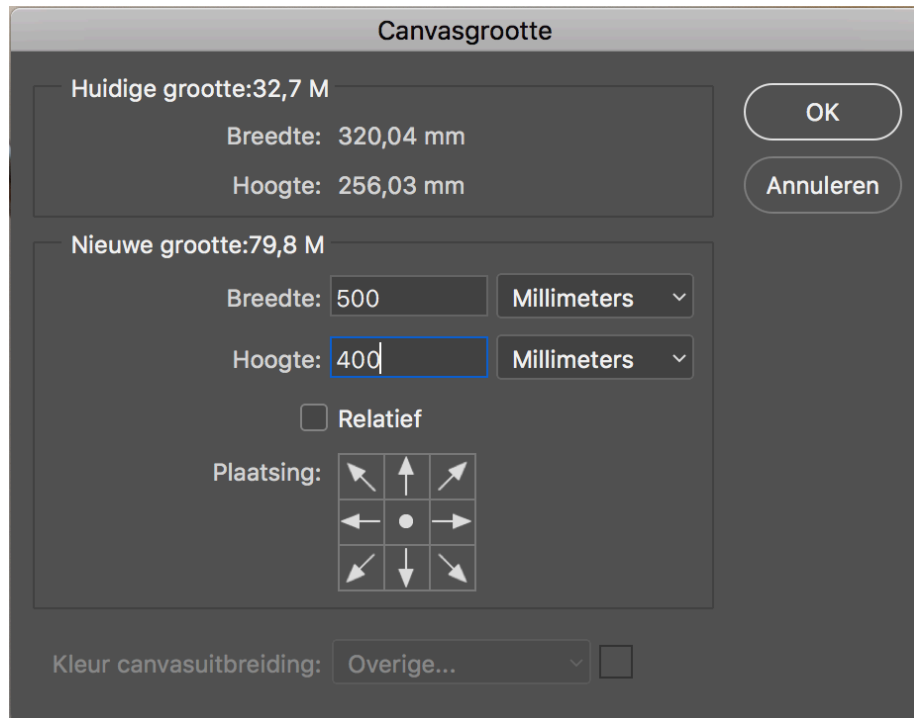 Canvasgrootte
Huidige grootte:32,7 M
Breedte: 320,04 mm
Hoogte: 256,03 mm
OK
Annuleren
Nieuwe grootte:79,8 M
Breedte: 500 Millimeters
Hoogte: 400 Millimeters
Relatief
Plaatsing:
Kleur canvasuitbreiding: Overige...